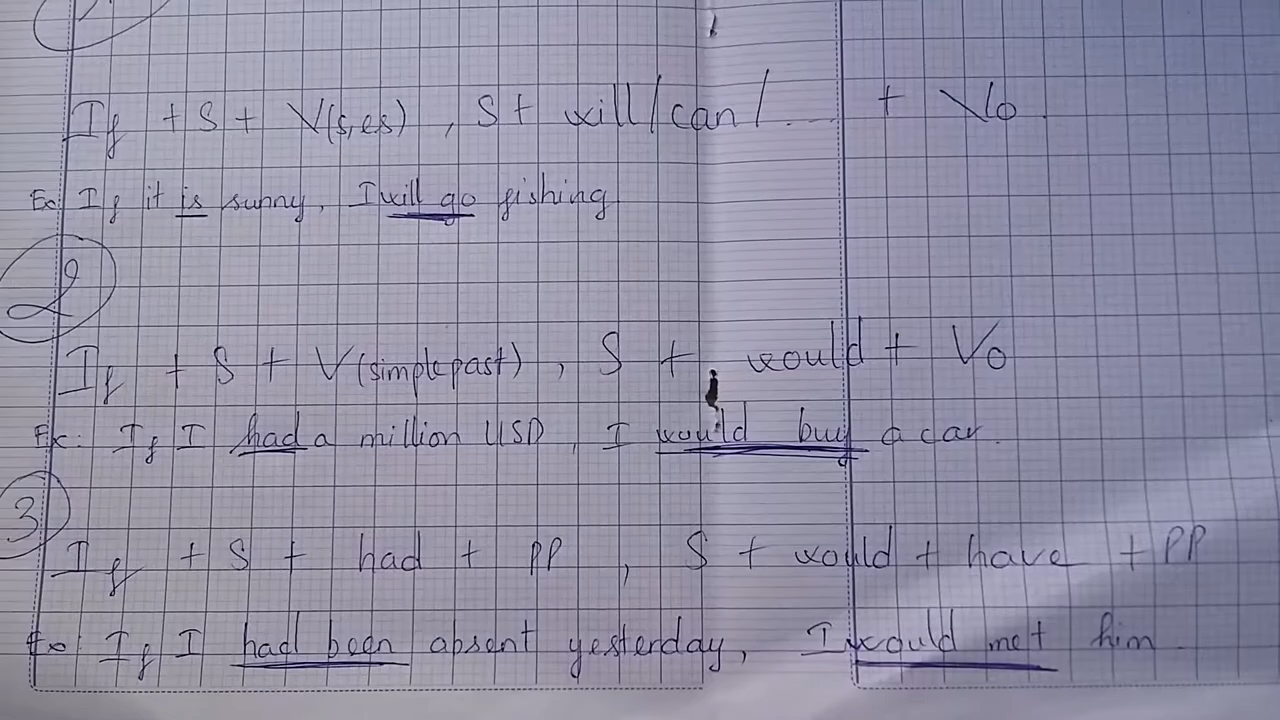 If + S + V(s,es), S + will/can/... + Vo
Ex: If it is sunny, I will go fishing
2
If + S + V(simple past), S + would + Vo
Ex: If I had a million USD, I would buy a car.
3
If + S + had + PP, S + would + have + PP
Ex: If I had been absent yesterday, I would met him.